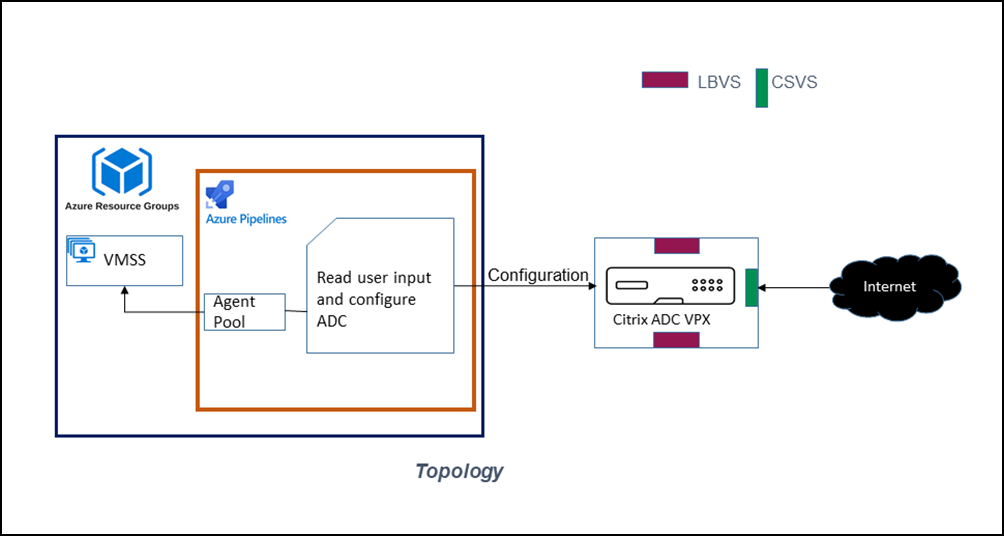 LBVS
CSVS
Azure Resource Groups
Azure Pipelines
VMSS
Read user input
and configure
ADC
Agent
Pool
Configuration
Citrix ADC VPX
Internet
Topology